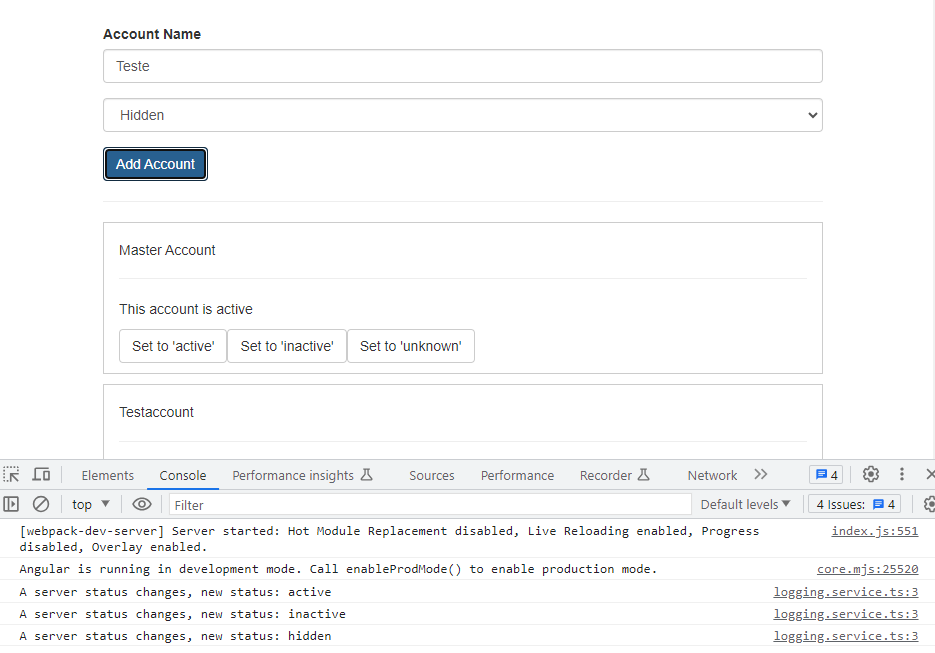 Account Name
Teste
Hidden
Add Account
Master Account
This account is active
Set to 'active' Set to 'inactive' Set to 'unknown'
Testaccount
Elements Console Performance insights Sources Performance Recorder Network 4
top Filter Default levels 4 Issues: 4
[webpack-dev-server] Server started: Hot Module Replacement disabled, Live Reloading enabled, Progress index.js:551
disabled, Overlay enabled.
Angular is running in development mode. Call enableProdMode() to enable production mode. core.mjs:25520
A server status changes, new status: active logging.service.ts:3
A server status changes, new status: inactive logging.service.ts:3
A server status changes, new status: hidden logging.service.ts:3